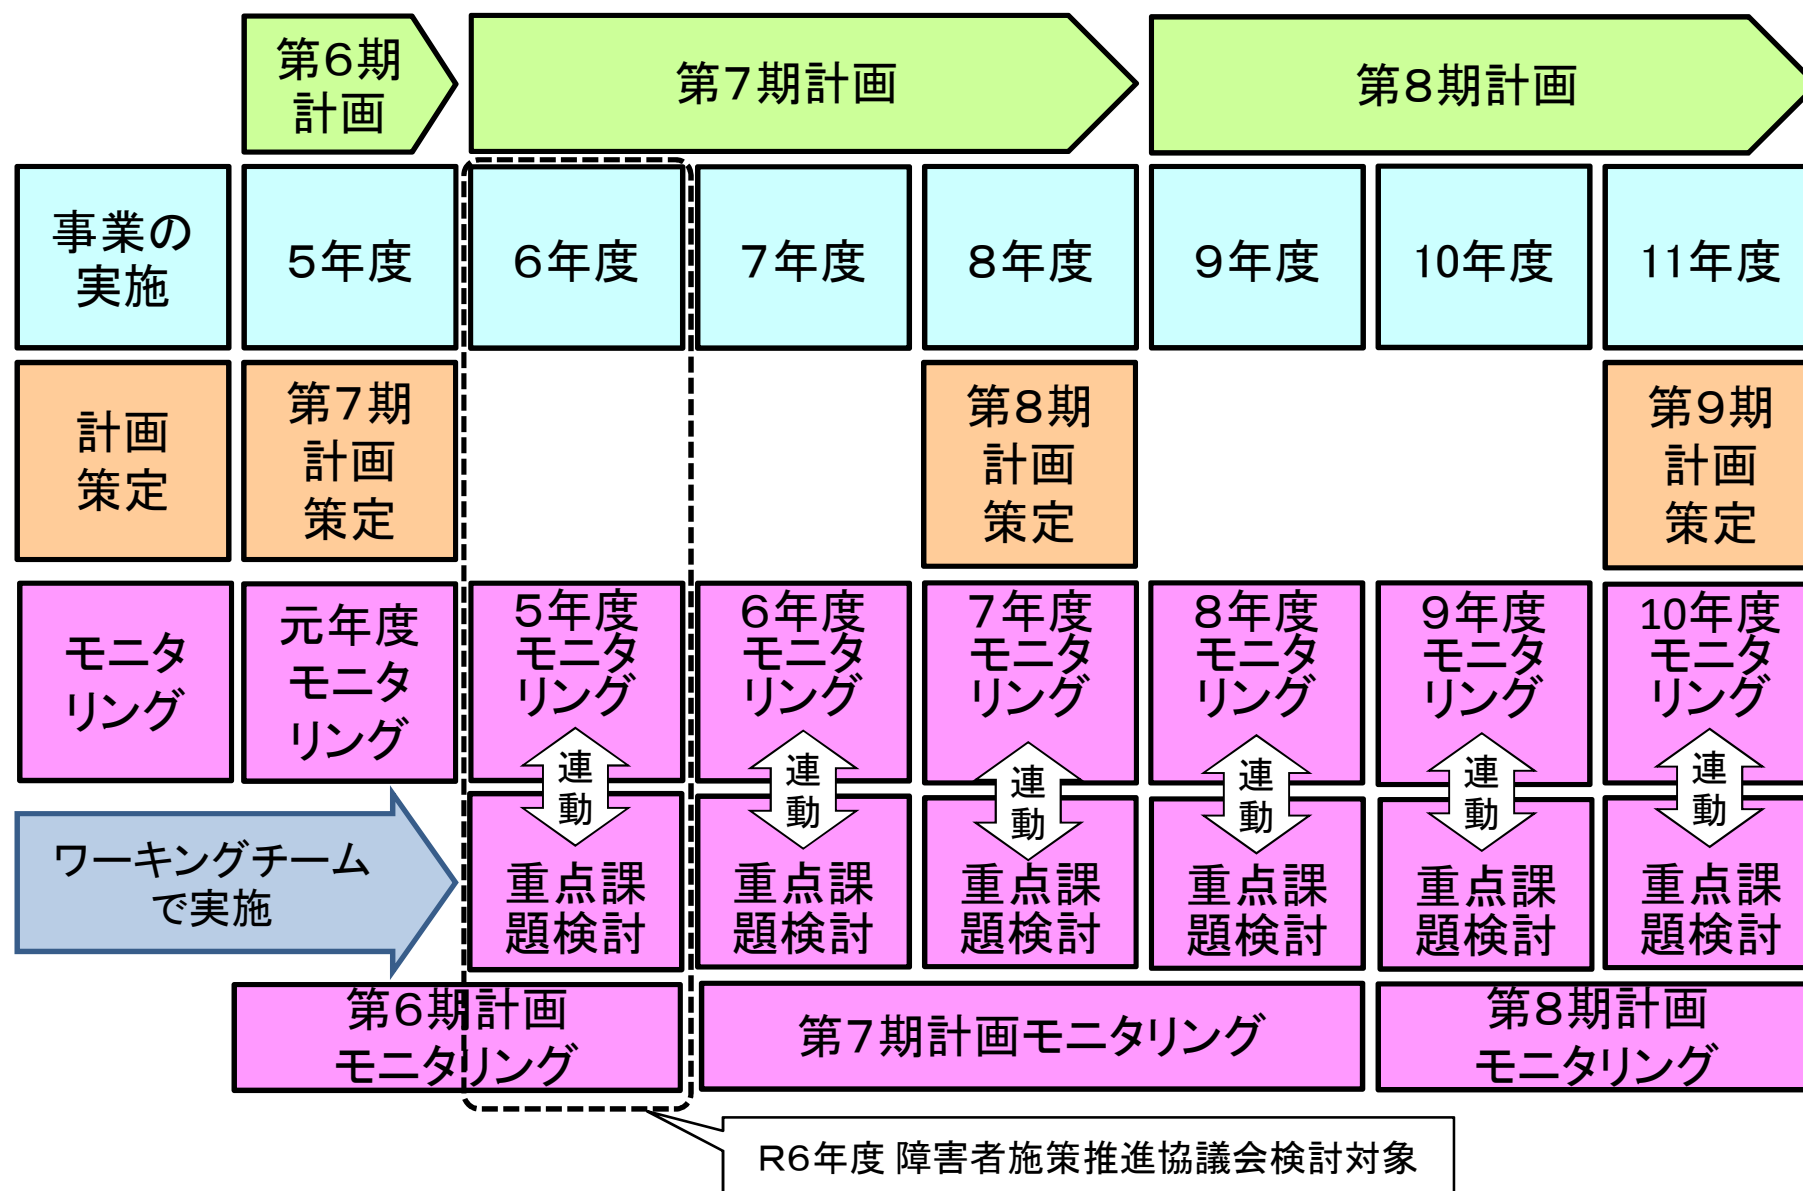 第6期
計画
第7期計画
第8期計画
事業の
実施
5年度
6年度
7年度
8年度
9年度
10年度
11年度
計画
策定
第7期
計画
策定
第8期
計画
策定
第9期
計画
策定
モニタ
リング
元年度
モニタ
リング
5年度
モニタ
リング
6年度
モニタ
リング
7年度
モニタ
リング
8年度
モニタ
リング
9年度
モニタ
リング
10年度
モニタ
リング
連
動
連
動
連
動
連
動
連
動
連
動
ワーキングチーム
で実施
重点課
題検討
重点課
題検討
重点課
題検討
重点課
題検討
重点課
題検討
重点課
題検討
第6期計画
モニタリング
第7期計画モニタリング
第8期計画
モニタリング
R6年度 障害者施策推進協議会検討対象